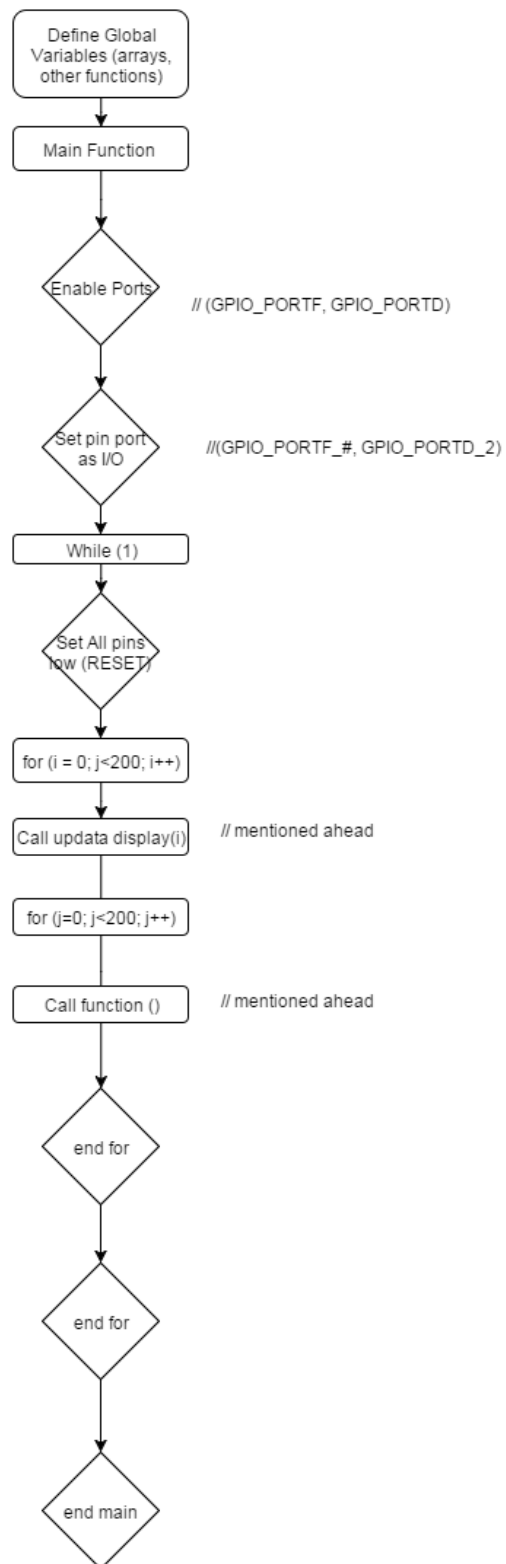 Define Global
Variables (arrays,
other functions)
Main Function
Enable Ports
// (GPIO_PORTF, GPIO_PORTD)
Set pin port
as I/O
//(GPIO_PORTF_#, GPIO_PORTD_2)
While (1)
Set All pins
low (RESET)
for (i = 0; j<200; i++)
Call updata display(i)
// mentioned ahead
for (j=0; j<200; j++)
Call function ()
// mentioned ahead
end for
end for
end main